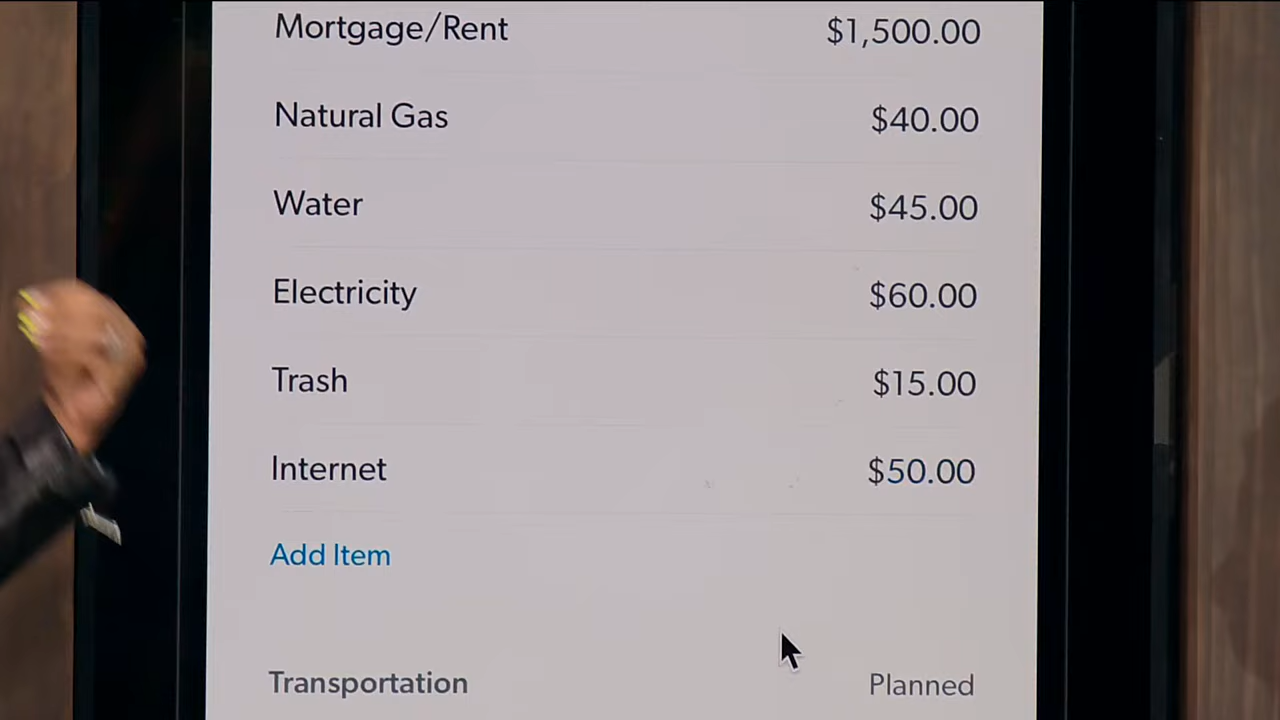 Mortgage/Rent $1,500.00
Natural Gas $40.00
Water $45.00
Electricity $60.00
Trash $15.00
Internet $50.00
Add Item
Transportation Planned